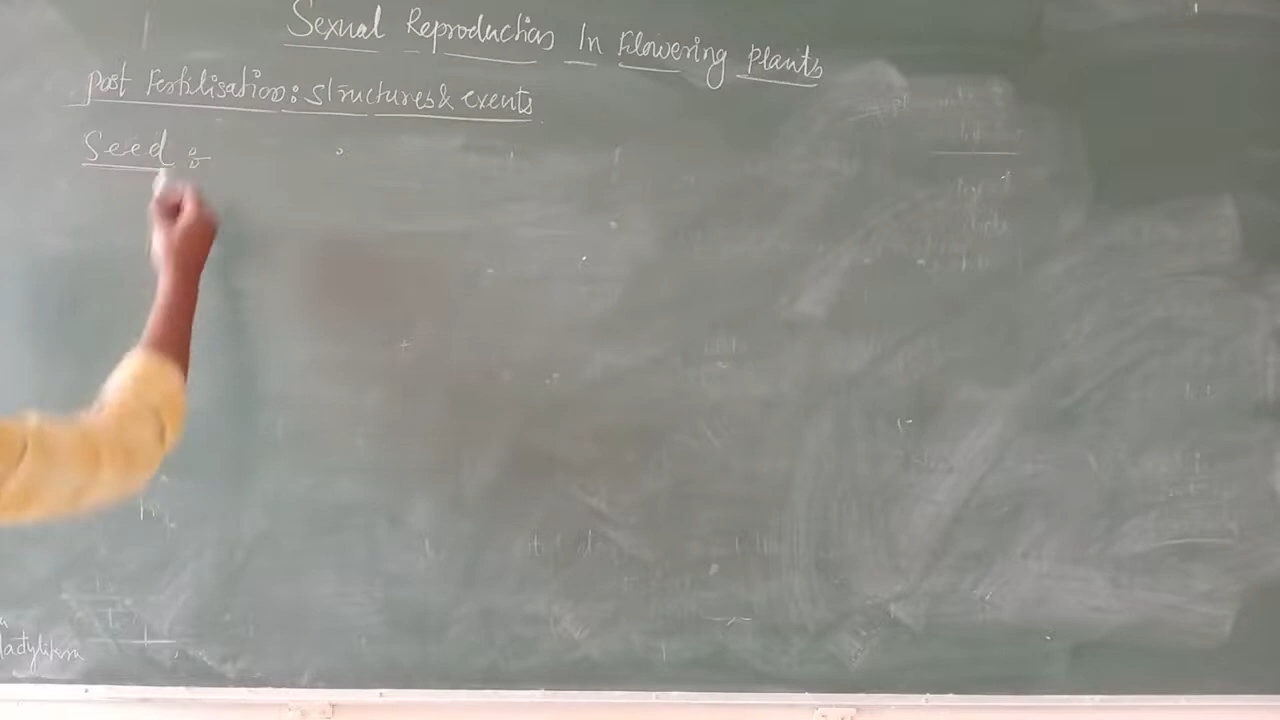 Sexual Reproduction In Flowering Plants
Post Fertilisation: structures & events
Seed :-